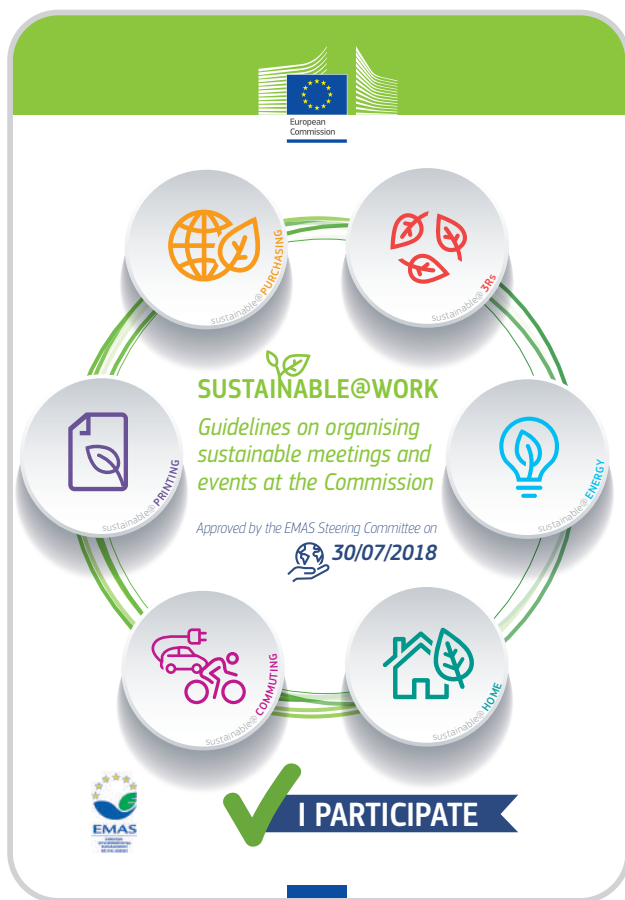 European
Commission
sustainable@PURCHASING
sustainable@3Rs
SUSTAINABLE@WORK
Guidelines on organising
sustainable meetings and
events at the Commission
sustainable@PRINTING
sustainable@ENERGY
Approved by the EMAS Steering Committee on
30/07/2018
sustainable@COMMUTING
sustainable@HOME
EMAS
I PARTICIPATE